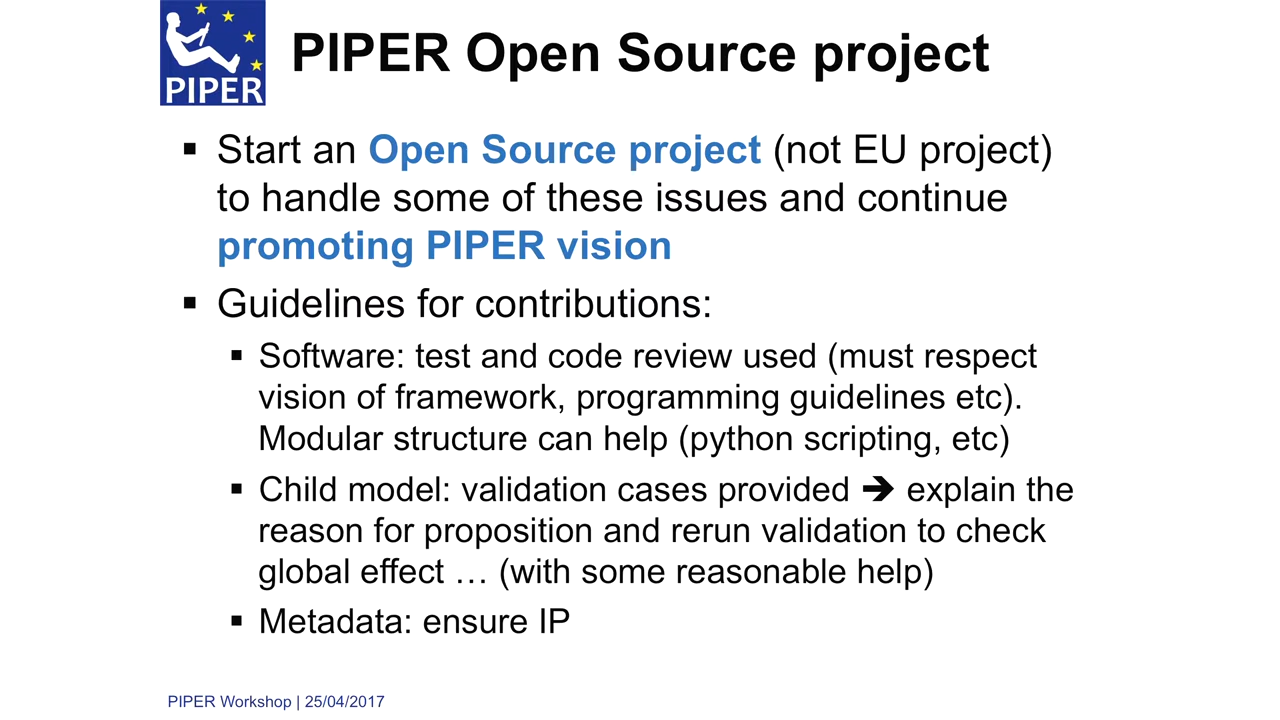 PIPER
PIPER Open Source project
▪ Start an Open Source project (not EU project)
to handle some of these issues and continue
promoting PIPER vision
▪ Guidelines for contributions:
▪ Software: test and code review used (must respect
vision of framework, programming guidelines etc).
Modular structure can help (python scripting, etc)
▪ Child model: validation cases provided ➔ explain the
reason for proposition and rerun validation to check
global effect … (with some reasonable help)
▪ Metadata: ensure IP
PIPER Workshop | 25/04/2017